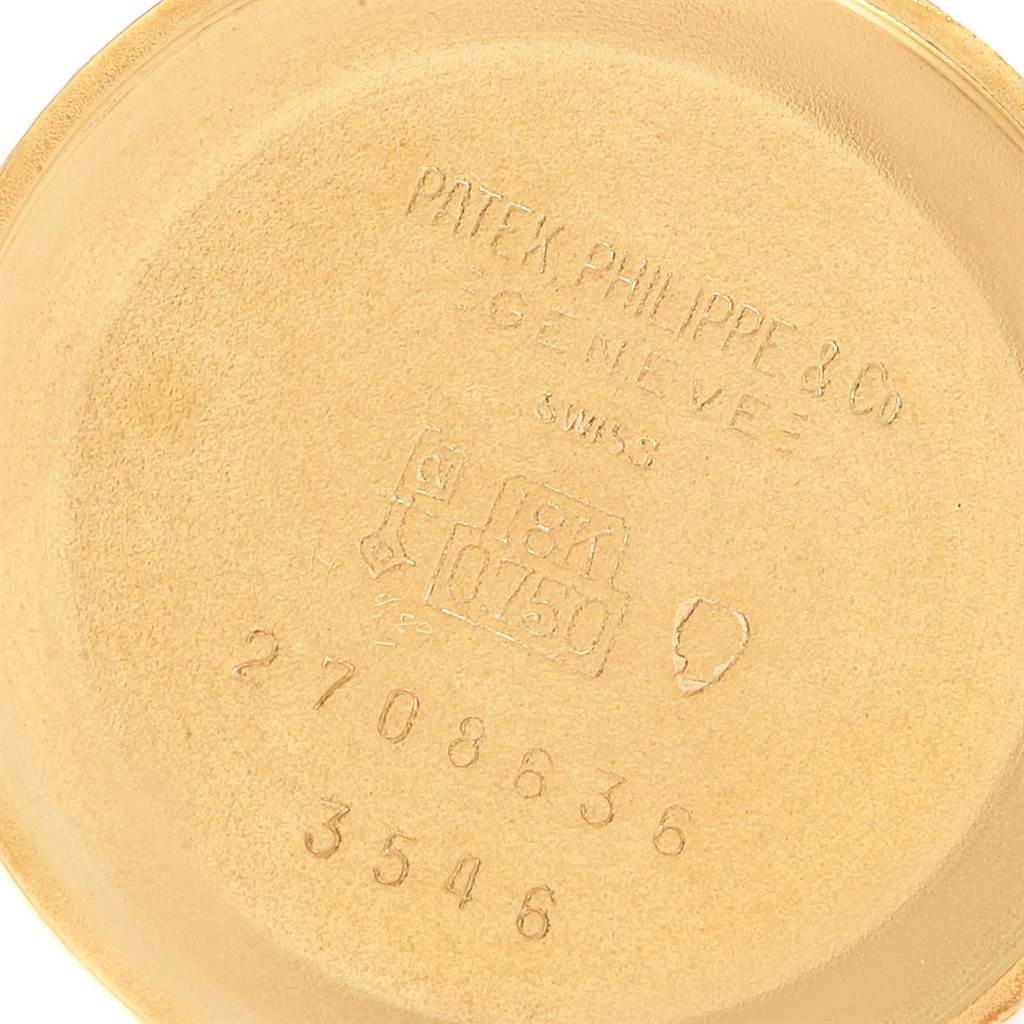 PATEK, PHILIPPE & Co
GENEVE
SWISS
18K
0.750
2708636
3546